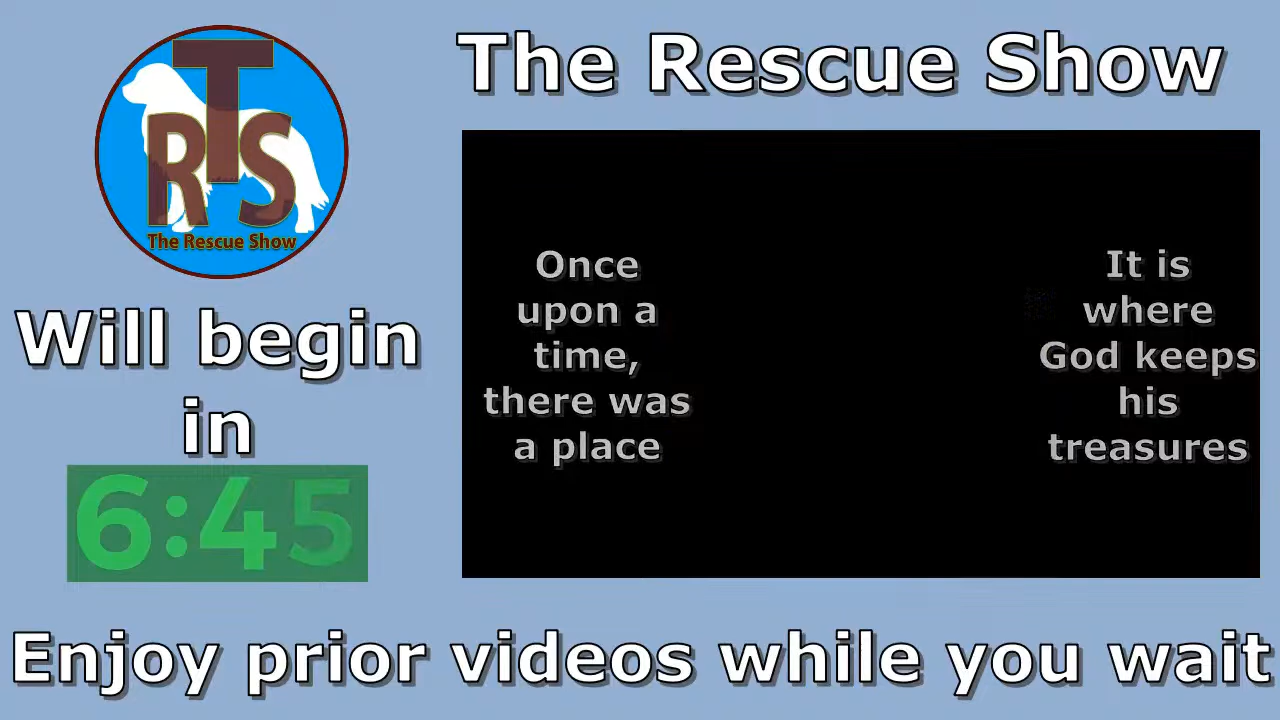 TRS
The Rescue Show
The Rescue Show
Will begin
in
6:45
Once
upon a
time,
there was
a place
It is
where
God keeps
his
treasures
Enjoy prior videos while you wait